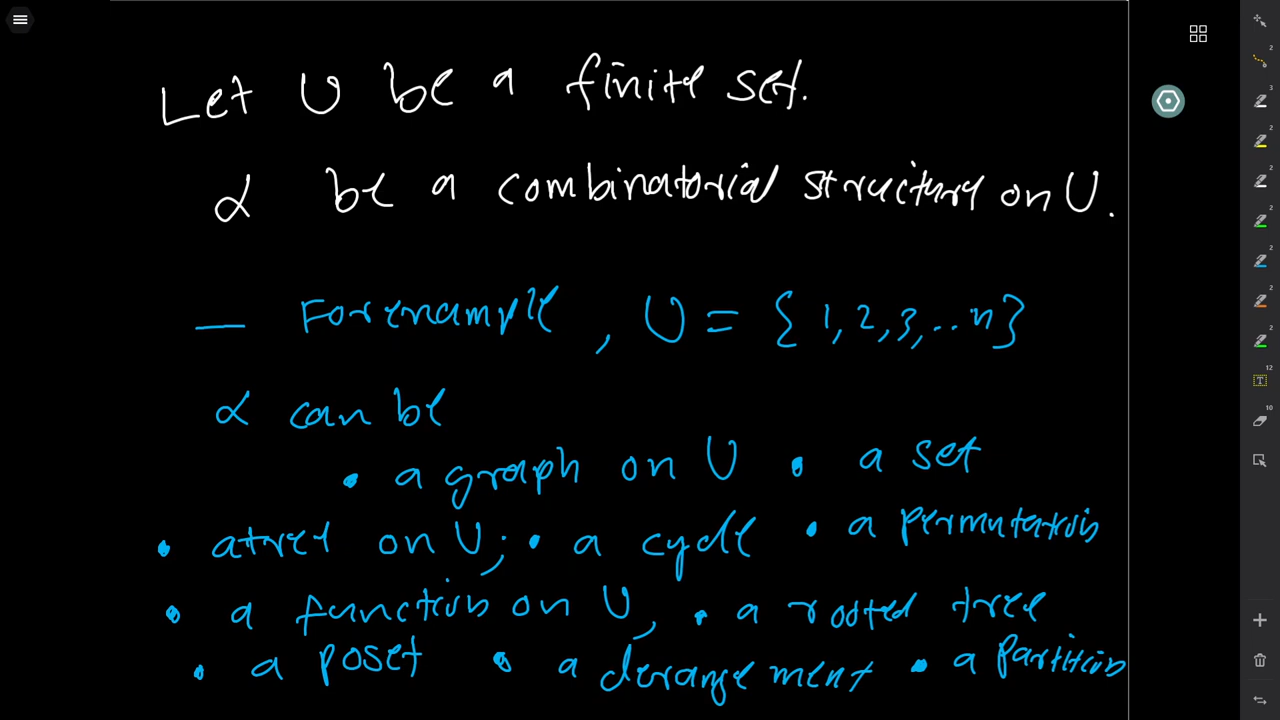 Let U be a finite set.
α be a combinatorial structure on U.
— For example, U = {1,2,3,..n}
α can be
• a graph on U • a set
• a tree on U; • a cycle • a permutation
• a function on U, • a rooted tree
• a poset • a derangement • a partition